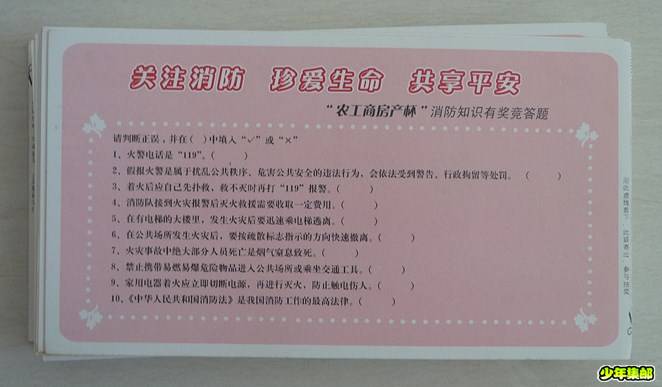 关注消防 珍爱生命 共享平安
"农工商房产杯"消防知识有奖竞答题
请判断正误，并在（ ）中填入"✓"或"×"
1、火警电话是"119"。（ ）
2、假报火警是属于扰乱公共秩序、危害公共安全的违法行为，会依法受到警告、行政拘留等处罚。（ ）
3、着火后应自己先扑救，救不灭时再打"119"报警。（ ）
4、消防队接到火灾报警后灭火救援需要收取一定费用。（ ）
5、在有电梯的大楼里，发生火灾后要迅速乘电梯逃离。（ ）
6、在公共场所发生火灾后，要按疏散标志指示的方向快速撤离。（ ）
7、火灾事故中绝大部分人员死亡是烟气窒息致死。（ ）
8、禁止携带易燃易爆危险物品进入公共场所或乘坐交通工具。（ ）
9、家用电器着火应立即切断电源，再进行灭火、防止触电伤人。（ ）
10、《中华人民共和国消防法》是我国消防工作的最高法律。（ ）
少年集邮